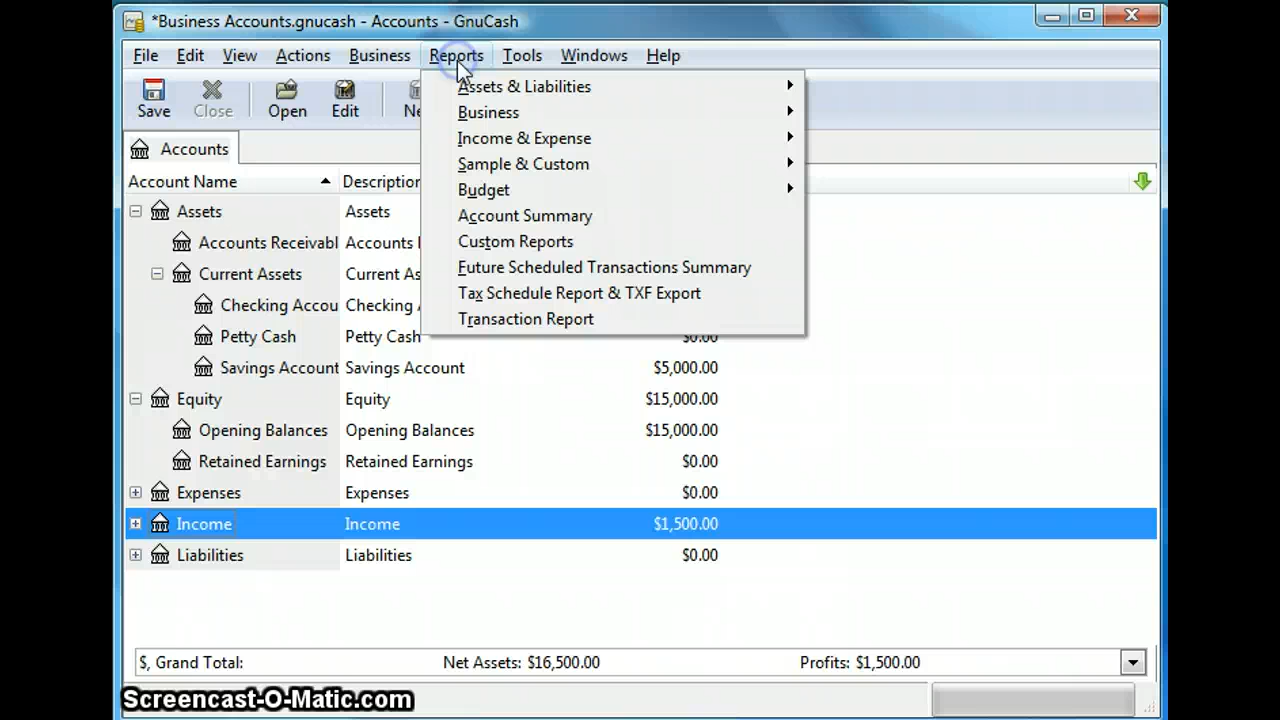 *Business Accounts.gnucash - Accounts - GnuCash
File Edit View Actions Business Reports Tools Windows Help
Save Close Open Edit Ne
Assets & Liabilities
Business
Income & Expense
Sample & Custom
Budget
Account Summary
Custom Reports
Future Scheduled Transactions Summary
Tax Schedule Report & TXF Export
Transaction Report
Accounts
Account Name Description
Assets Assets
Accounts Receivabl Accounts
Current Assets Current As
Checking Accou Checking
Petty Cash Petty Cash $0.00
Savings Account Savings Account $5,000.00
Equity Equity $15,000.00
Opening Balances Opening Balances $15,000.00
Retained Earnings Retained Earnings $0.00
Expenses Expenses $0.00
Income Income $1,500.00
Liabilities Liabilities $0.00
$, Grand Total: Net Assets: $16,500.00 Profits: $1,500.00
Screencast-O-Matic.com